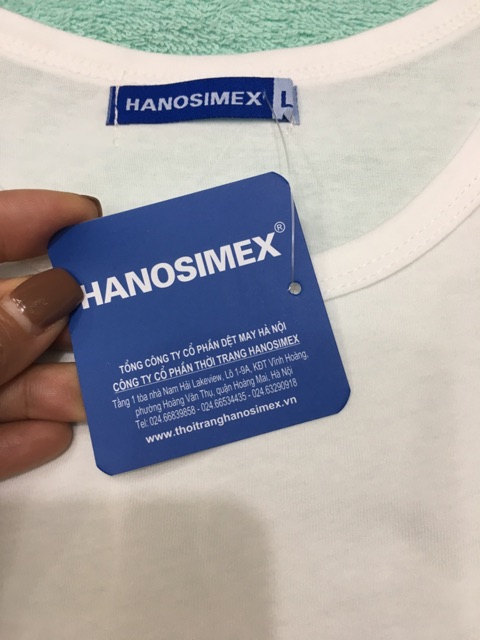 HANOSIMEX L
HANOSIMEX®
TỔNG CÔNG TY CỔ PHẦN DỆT MAY HÀ NỘI
CÔNG TY CỔ PHẦN THỜI TRANG HANOSIMEX
Tầng 1 tòa nhà Nam Hải Lakeview, Lô 1-9A, KĐT Vĩnh Hoàng,
phường Hoàng Văn Thụ, quận Hoàng Mai, Hà Nội
Tel: 024.66839858 - 024.66534435 - 024.63290918
www.thoitranghanosimex.vn